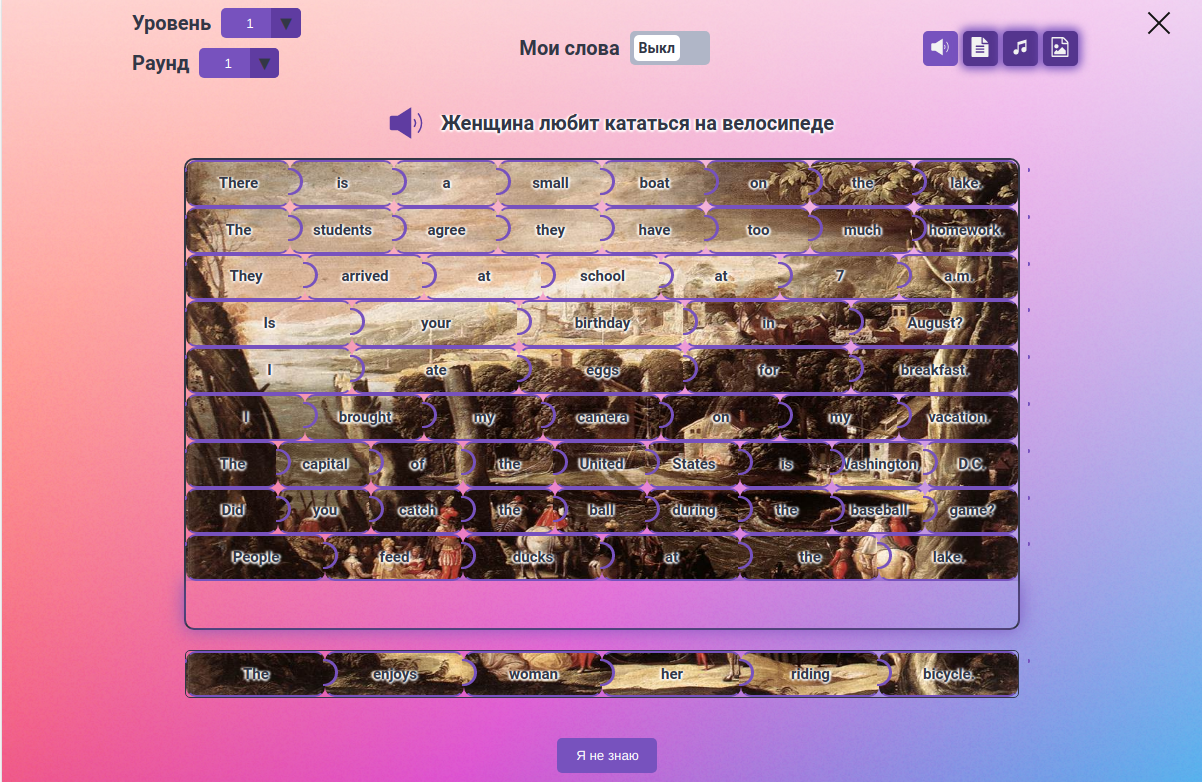 Уровень 1
Раунд 1
Мои слова Выкл
Женщина любит кататься на велосипеде
There is a small boat on the lake.
The students agree they have too much homework.
They arrived at school at 7 a.m.
Is your birthday in August?
I ate eggs for breakfast.
I brought my camera on my vacation.
The capital of the United States is Washington, D.C.
Did you catch the ball during the baseball game?
People feed ducks at the lake.
The enjoys woman her riding bicycle.
Я не знаю